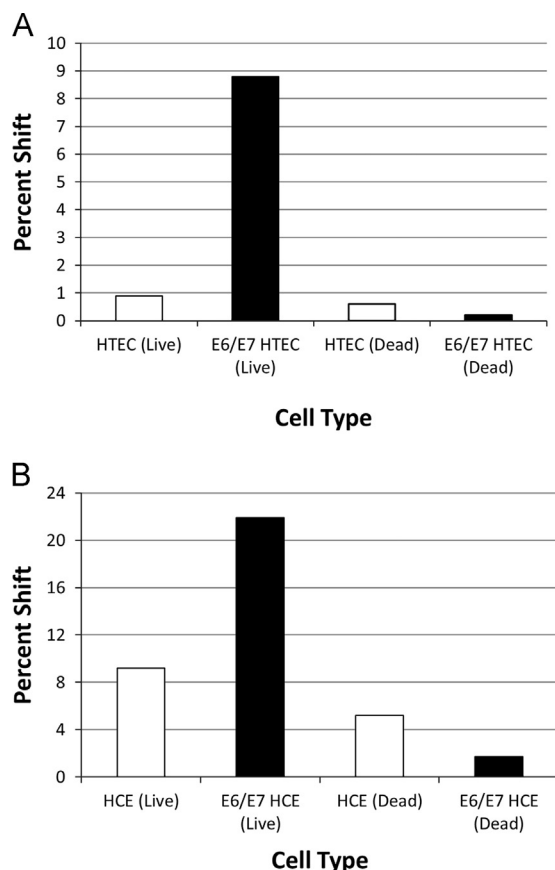 A
10
9
8
7
6
5
4
3
2
1
0
Percent Shift
HTEC (Live)
E6/E7 HTEC
(Live)
HTEC (Dead)
E6/E7 HTEC
(Dead)
Cell Type
B
24
20
16
12
8
4
0
Percent Shift
HCE (Live)
E6/E7 HCE
(Live)
HCE (Dead)
E6/E7 HCE
(Dead)
Cell Type